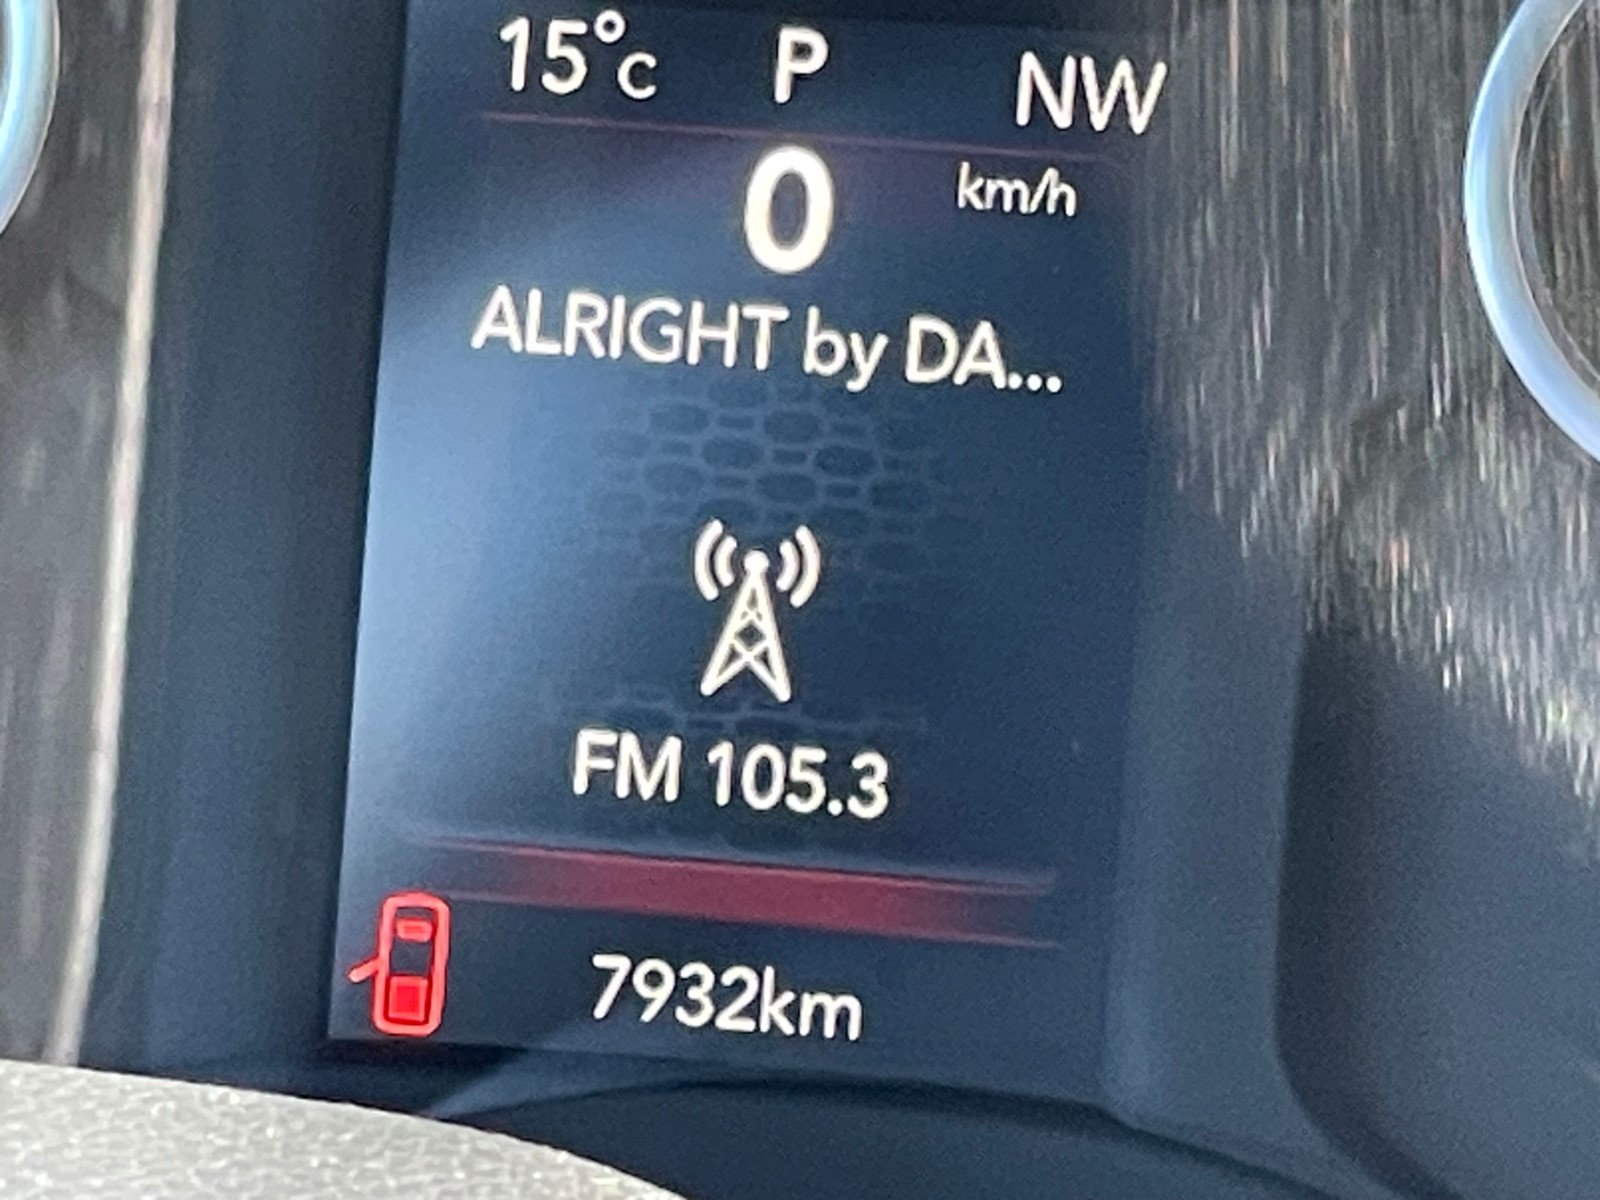 15°C P NW
0 km/h
ALRIGHT by DA...
FM 105.3
7932km